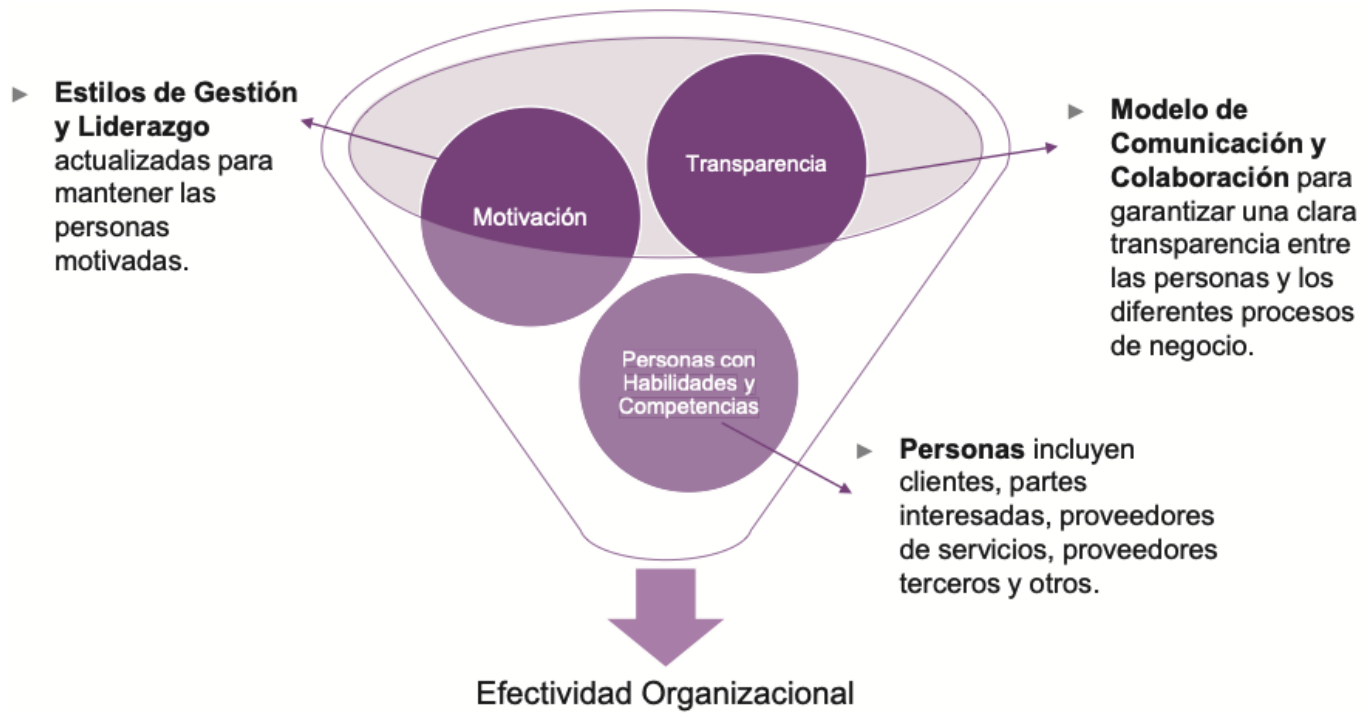 ► Estilos de Gestión
y Liderazgo
actualizadas para
mantener las
personas
motivadas.
Motivación
Transparencia
► Modelo de
Comunicación y
Colaboración para
garantizar una clara
transparencia entre
las personas y los
diferentes procesos
de negocio.
Personas con
Habilidades y
Competencias
► Personas incluyen
clientes, partes
interesadas, proveedores
de servicios, proveedores
terceros y otros.
Efectividad Organizacional